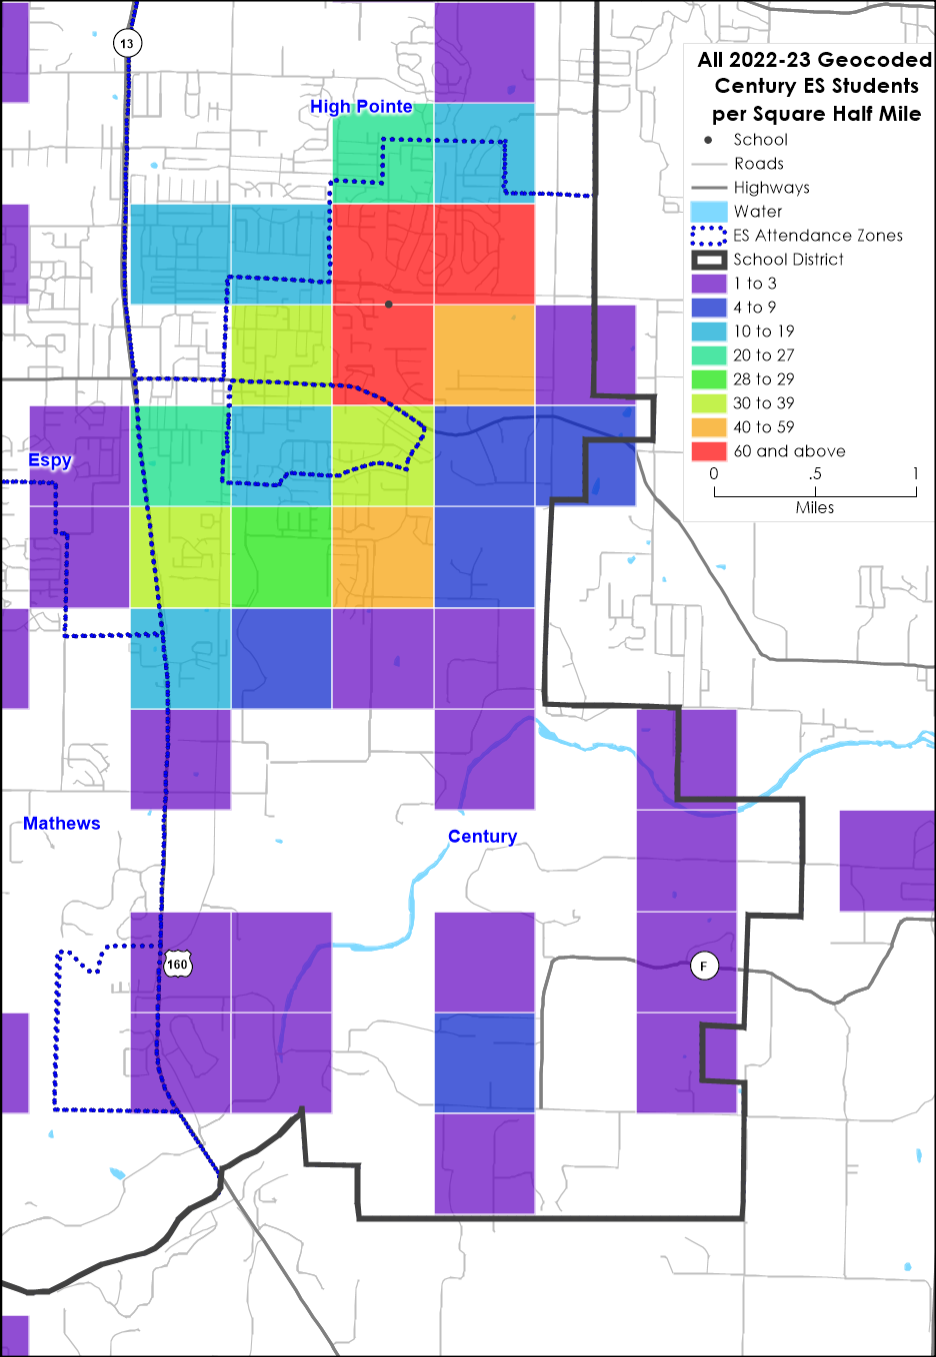 13
High Pointe
All 2022-23 Geocoded
Century ES Students
per Square Half Mile
School
Roads
Highways
Water
ES Attendance Zones
School District
1 to 3
4 to 9
10 to 19
20 to 27
28 to 29
30 to 39
40 to 59
60 and above
0 .5 1
Miles
Espy
Mathews
Century
160
F